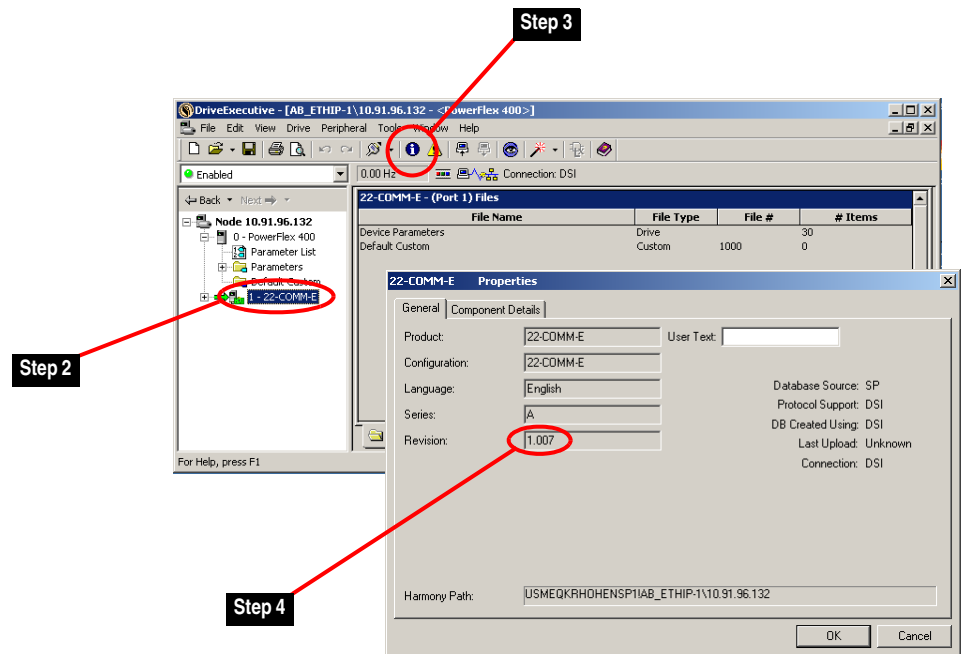 Step 3
DriveExecutive - [AB_ETHIP-1\10.91.96.132 - <PowerFlex 400>]
File Edit View Drive Peripheral Tools Window Help
Enabled
0.00 Hz
Connection: DSI
Back Next
Node 10.91.96.132
0 - PowerFlex 400
Parameter List
Parameters
Default Custom
1 - 22-COMM-E
22-COMM-E - (Port 1) Files
File Name File Type File # # Items
Device Parameters Drive 30
Default Custom Custom 1000 0
Step 2
For Help, press F1
22-COMM-E Properties
General Component Details
Product: 22-COMM-E User Text:
Configuration: 22-COMM-E
Language: English
Series: A
Revision: 1.007
Database Source: SP
Protocol Support: DSI
DB Created Using: DSI
Last Upload: Unknown
Connection: DSI
Step 4
Harmony Path: USMEQKRHOHENSP1!AB_ETHIP-1\10.91.96.132
OK Cancel